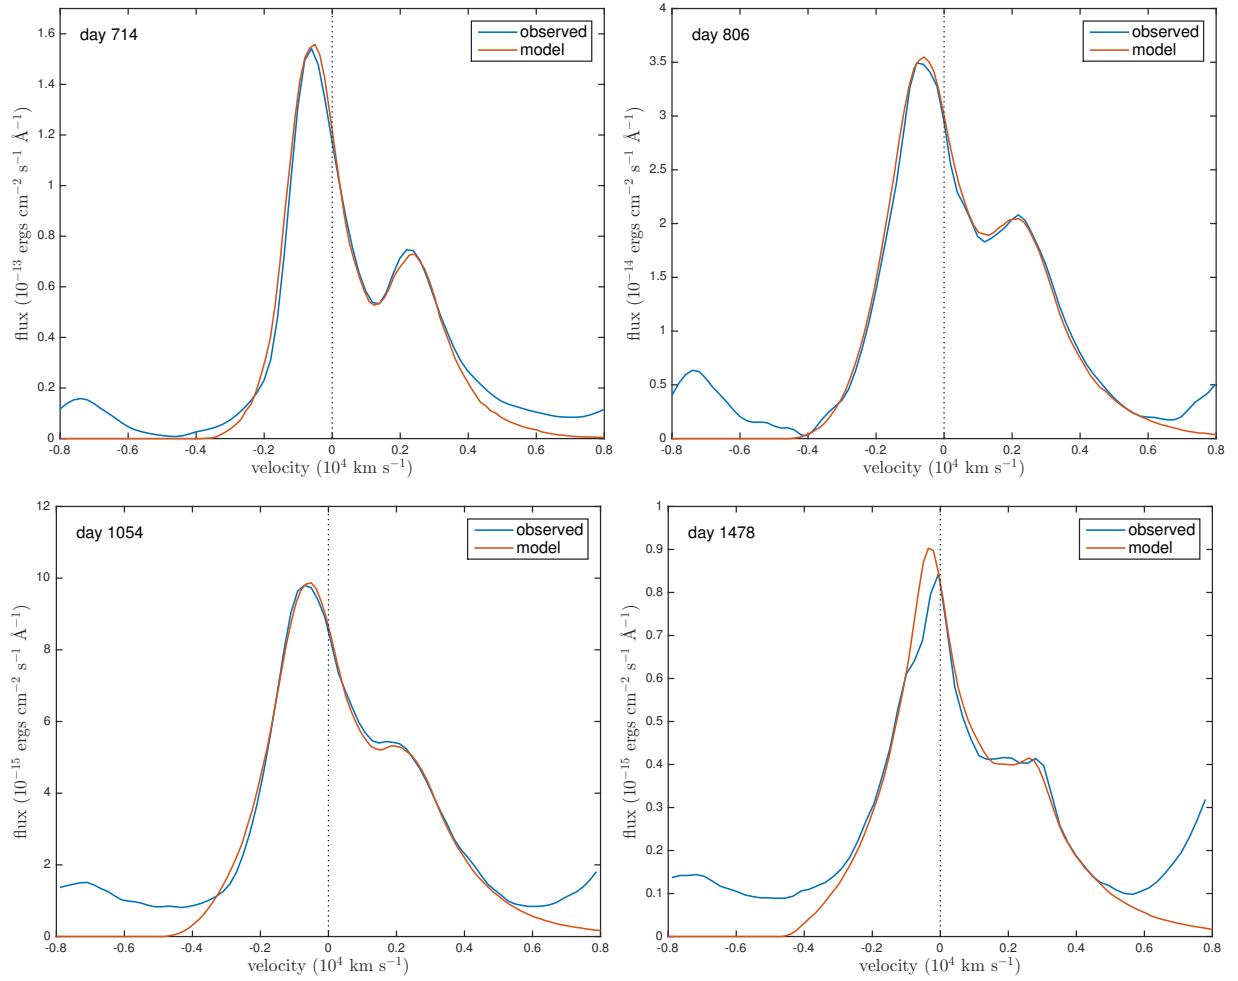 day 714
observed
model
1.6
1.4
1.2
1
0.8
0.6
0.4
0.2
0
flux (10⁻¹³ ergs cm⁻² s⁻¹ Å⁻¹)
-0.8 -0.6 -0.4 -0.2 0 0.2 0.4 0.6 0.8
velocity (10⁴ km s⁻¹)
day 806
observed
model
4
3.5
3
2.5
2
1.5
1
0.5
0
flux (10⁻¹⁴ ergs cm⁻² s⁻¹ Å⁻¹)
-0.8 -0.6 -0.4 -0.2 0 0.2 0.4 0.6 0.8
velocity (10⁴ km s⁻¹)
day 1054
observed
model
12
10
8
6
4
2
0
flux (10⁻¹⁵ ergs cm⁻² s⁻¹ Å⁻¹)
-0.8 -0.6 -0.4 -0.2 0 0.2 0.4 0.6 0.8
velocity (10⁴ km s⁻¹)
day 1478
observed
model
1
0.9
0.8
0.7
0.6
0.5
0.4
0.3
0.2
0.1
0
flux (10⁻¹⁵ ergs cm⁻² s⁻¹ Å⁻¹)
-0.8 -0.6 -0.4 -0.2 0 0.2 0.4 0.6 0.8
velocity (10⁴ km s⁻¹)